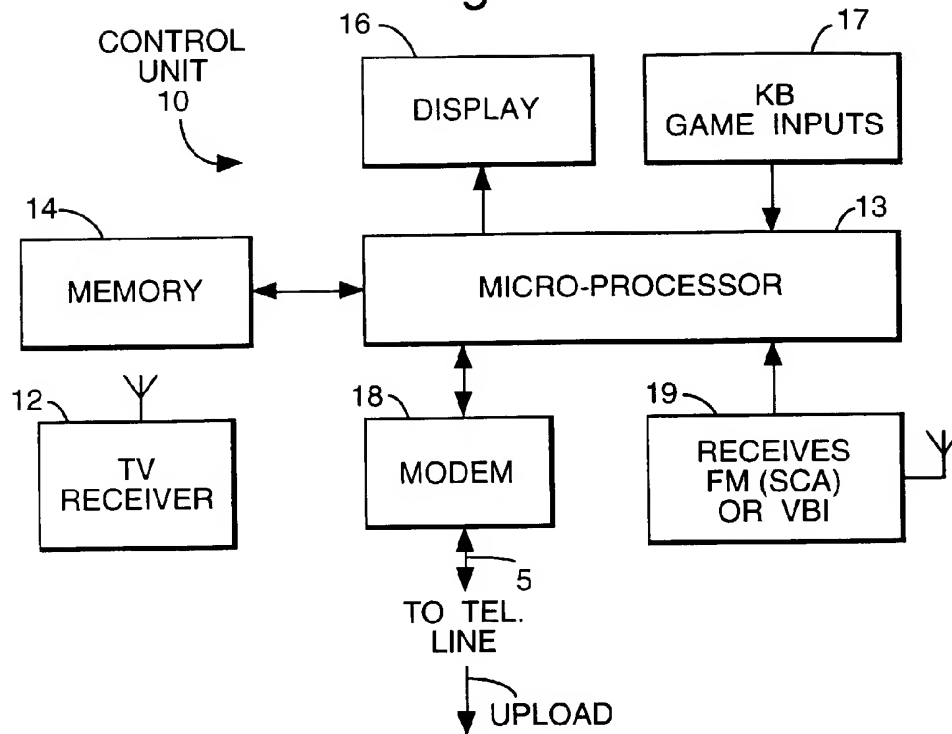 CONTROL
UNIT
10
16
DISPLAY
17
KB
GAME INPUTS
14
MEMORY
13
MICRO-PROCESSOR
12
TV
RECEIVER
18
MODEM
19
RECEIVES
FM (SCA)
OR VBI
5
TO TEL.
LINE
UPLOAD